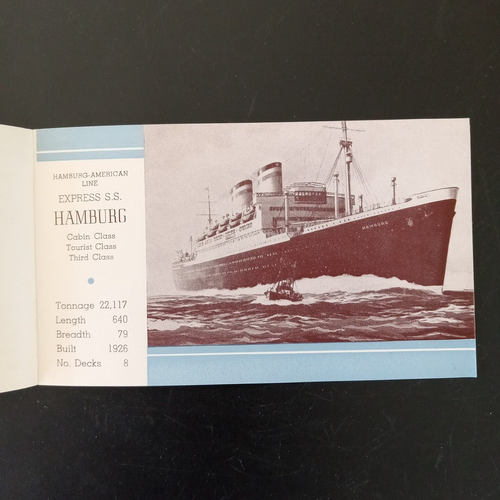 HAMBURG-AMERICAN
LINE
EXPRESS S.S.
HAMBURG
Cabin Class
Tourist Class
Third Class
Tonnage 22,117
Length 640
Breadth 79
Built 1926
No. Decks 8
HAMBURG